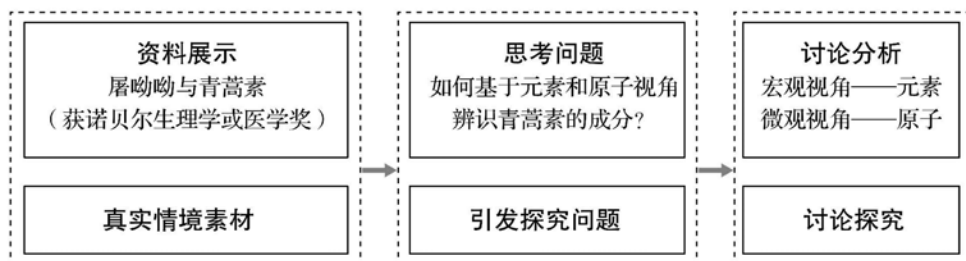 资料展示
屠呦呦与青蒿素
（获诺贝尔生理学或医学奖）
真实情境素材
思考问题
如何基于元素和原子视角
辨识青蒿素的成分？
引发探究问题
讨论分析
宏观视角——元素
微观视角——原子
讨论探究